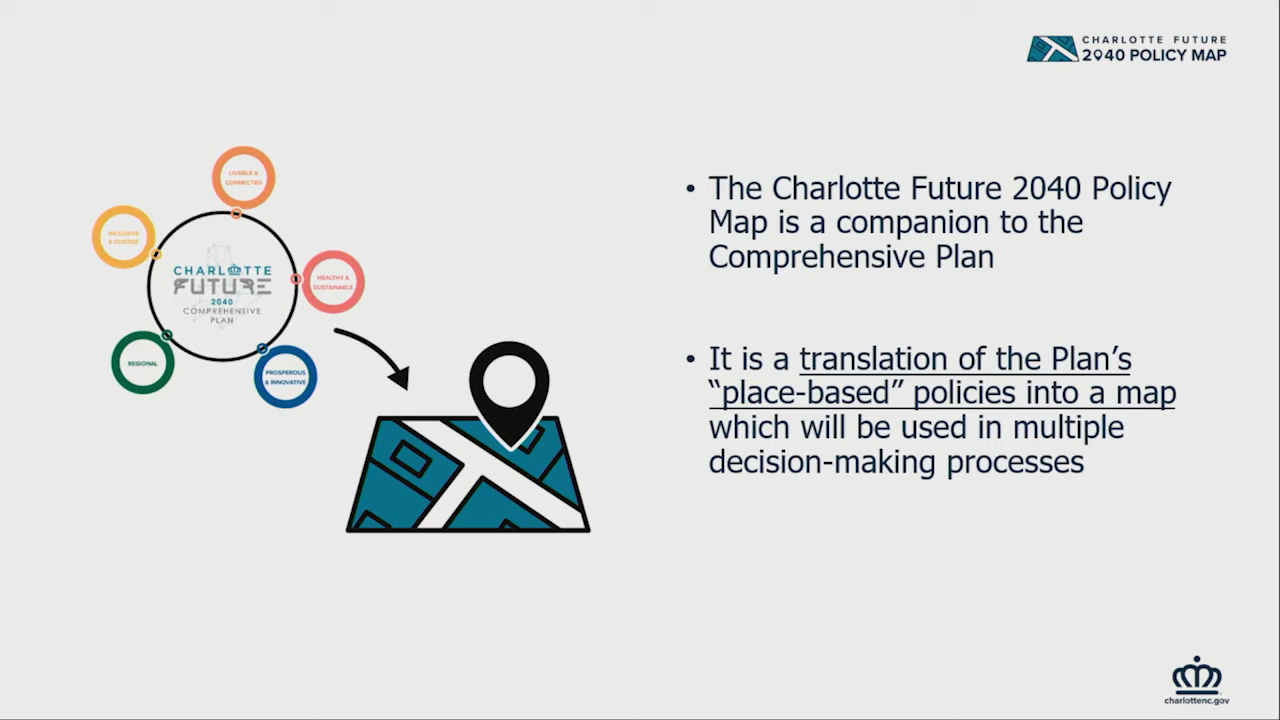 CHARLOTTE FUTURE
2040 POLICY MAP
LIVABLE &
CONNECTED
INCLUSIVE
& DIVERSE
HEALTHY &
SUSTAINABLE
CHARLOTTE
FUTURE
2040
COMPREHENSIVE
PLAN
REGIONAL
PROSPEROUS
& INNOVATIVE
• The Charlotte Future 2040 Policy
Map is a companion to the
Comprehensive Plan
• It is a translation of the Plan’s
“place-based” policies into a map
which will be used in multiple
decision-making processes
charlottenc.gov